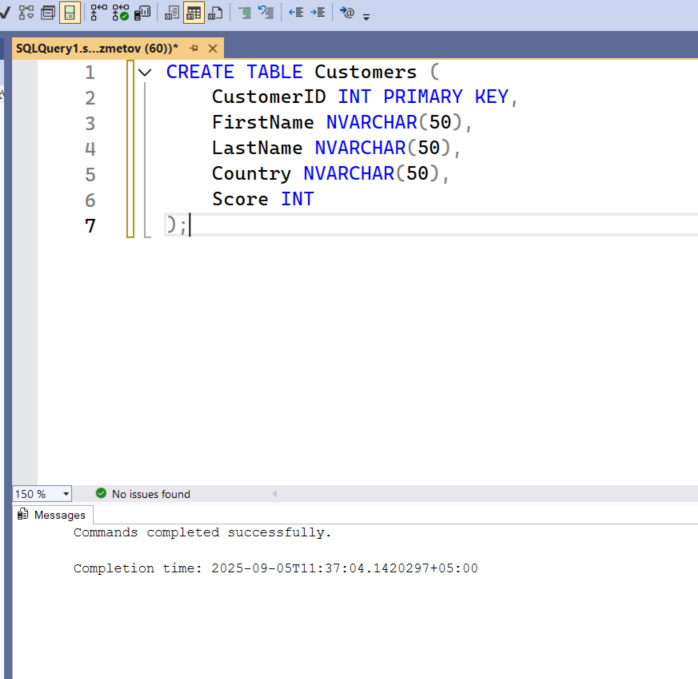 SQLQuery1.s...zmetov (60))*
1 CREATE TABLE Customers (
2 CustomerID INT PRIMARY KEY,
3 FirstName NVARCHAR(50),
4 LastName NVARCHAR(50),
5 Country NVARCHAR(50),
6 Score INT
7 );
150 %
No issues found
Messages
Commands completed successfully.
Completion time: 2025-09-05T11:37:04.1420297+05:00